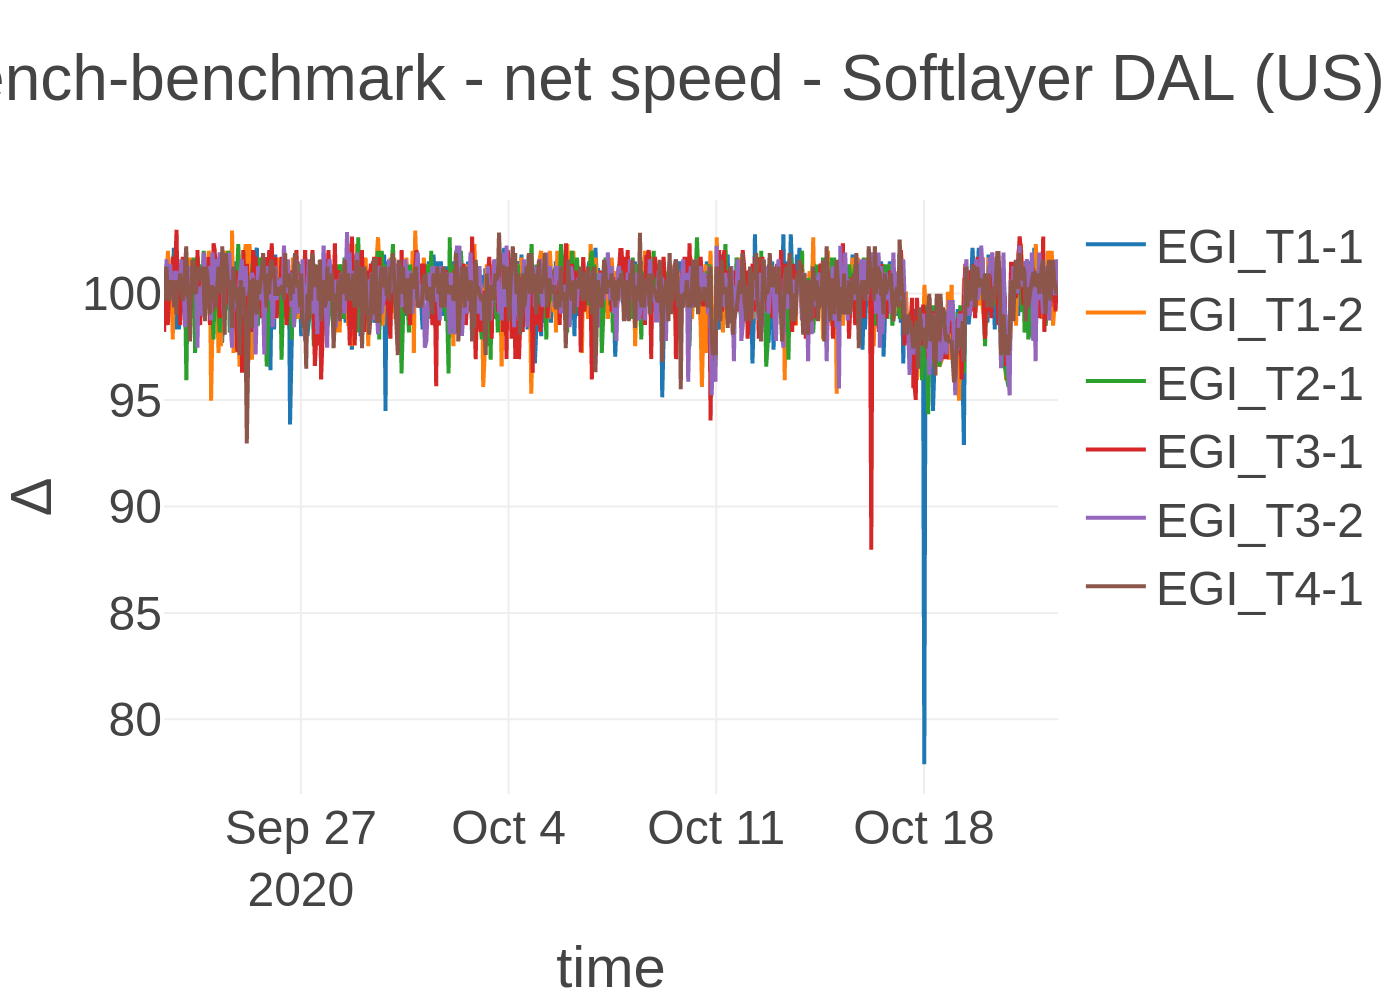 ench-benchmark - net speed - Softlayer DAL (US)
100
95
90
85
80
Δ
Sep 27
2020
Oct 4
Oct 11
Oct 18
time
EGI_T1-1
EGI_T1-2
EGI_T2-1
EGI_T3-1
EGI_T3-2
EGI_T4-1